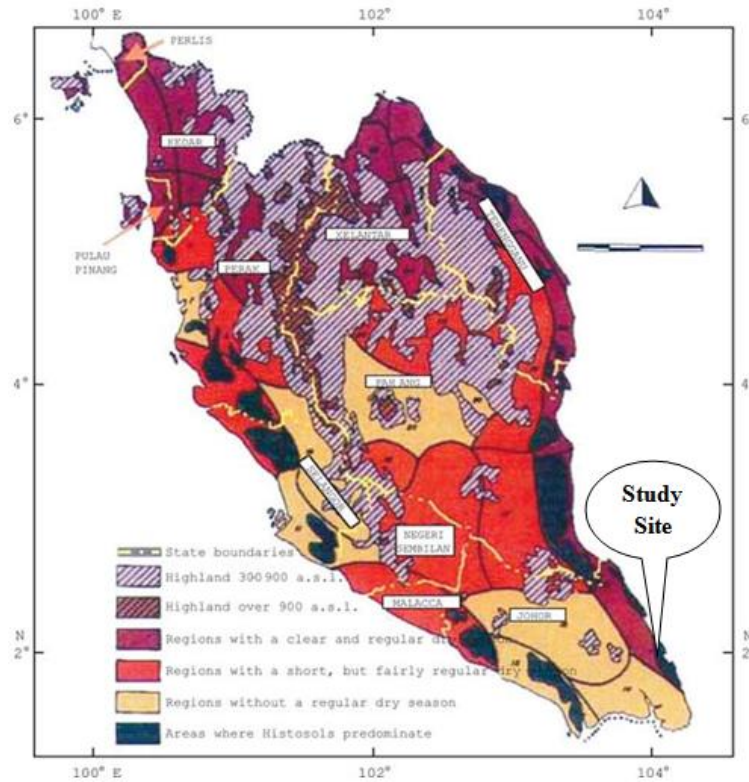 100° E
102°
104°
PERLIS
6°
6
KEDAH
TERENGGANU
KELANTAN
PULAU
PINANG
PERAK
4°
4
PAHANG
SELANGOR
Study
Site
NEGERI
SEMBILAN
State boundaries
Highland 300900 a.s.l.
MALACCA
JOHOR
Highland over 900 a.s.l.
N
2°
2°
Regions with a clear and regular dry
Regions with a short, but fairly regular dry season
Regions without a regular dry season
Areas where Histosols predominate
100° E
102°
104°